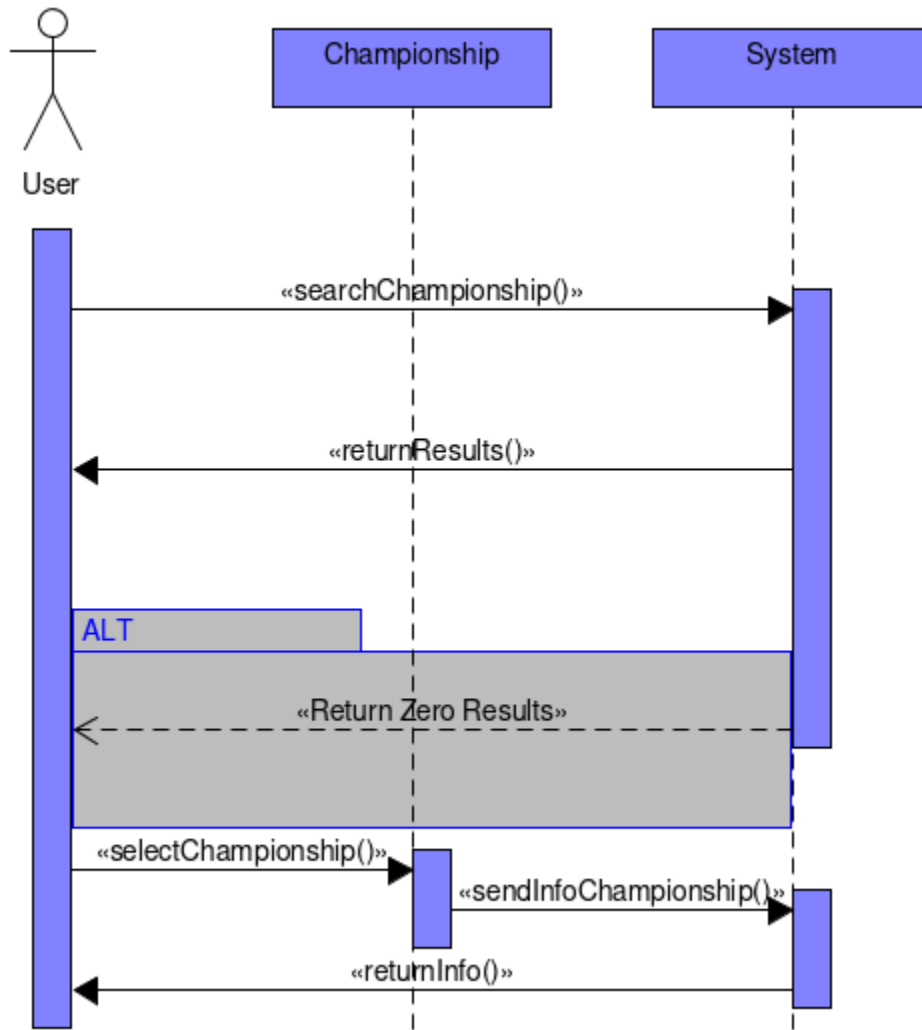 Championship
System
User
«searchChampionship()»
«returnResults()»
ALT
«Return Zero Results»
«selectChampionship()»
«sendInfoChampionship()»
«returnInfo()»